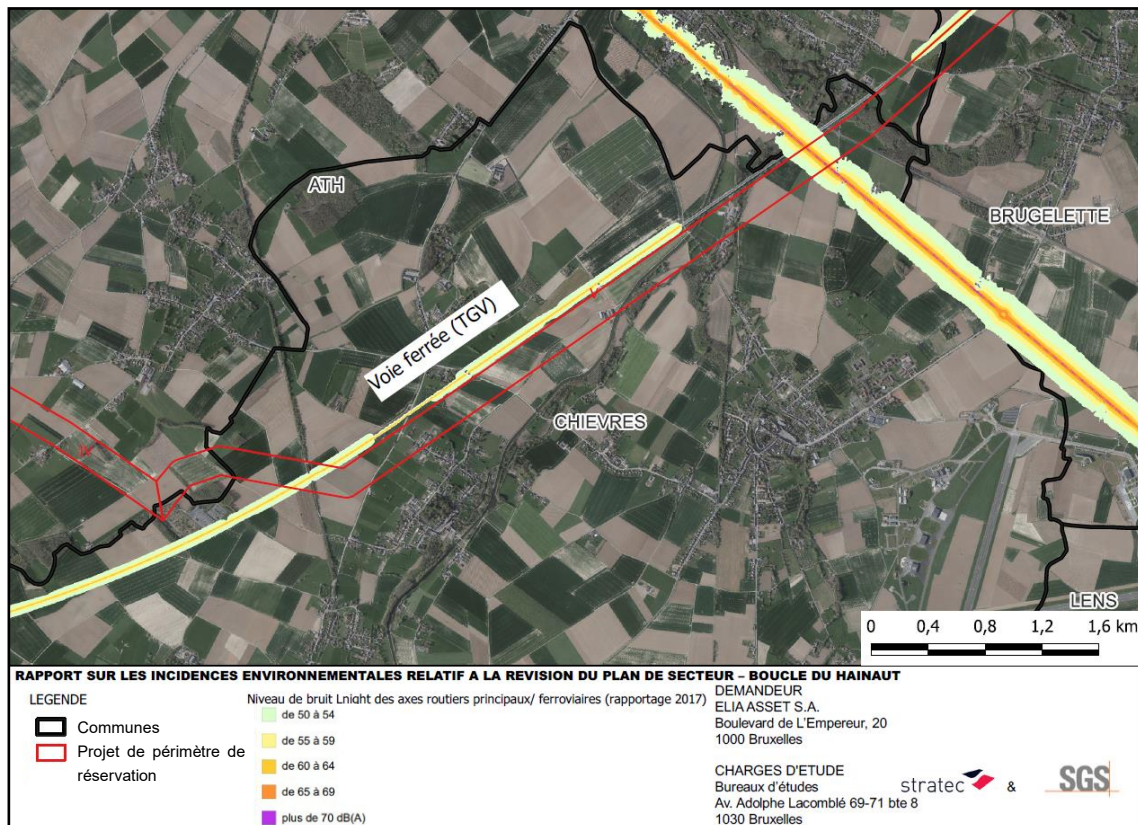 ATH
BRUGELETTE
Voie ferrée (TGV)
CHIEVRES
LENS
0 0,4 0,8 1,2 1,6 km
RAPPORT SUR LES INCIDENCES ENVIRONNEMENTALES RELATIF A LA REVISION DU PLAN DE SECTEUR – BOUCLE DU HAINAUT
LEGENDE
Communes
Projet de périmètre de
réservation
Niveau de bruit Lnight des axes routiers principaux/ ferroviaires (rapportage 2017)
de 50 à 54
de 55 à 59
de 60 à 64
de 65 à 69
plus de 70 dB(A)
DEMANDEUR
ELIA ASSET S.A.
Boulevard de L'Empereur, 20
1000 Bruxelles
CHARGES D'ETUDE
Bureaux d'études
Av. Adolphe Lacomblé 69-71 bte 8
1030 Bruxelles
stratec & SGS